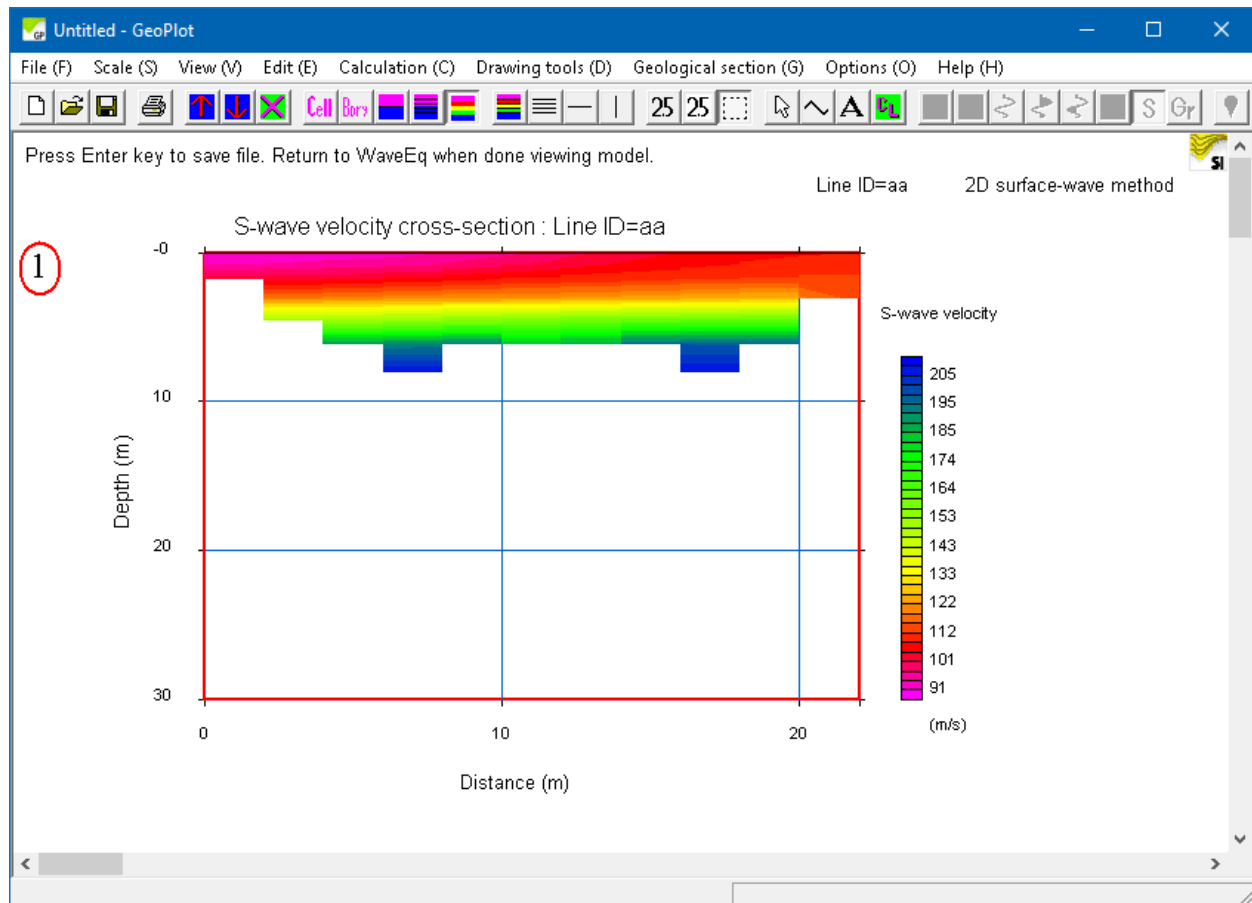 GP Untitled - GeoPlot
File (F) Scale (S) View (V) Edit (E) Calculation (C) Drawing tools (D) Geological section (G) Options (O) Help (H)
Cell 25 25 A S Gr
Press Enter key to save file. Return to WaveEq when done viewing model.
SI
Line ID=aa 2D surface-wave method
S-wave velocity cross-section : Line ID=aa
-0
1
S-wave velocity
205
10
195
185
174
Depth (m)
164
153
20
143
133
122
112
101
30
91
(m/s)
0 10 20
Distance (m)